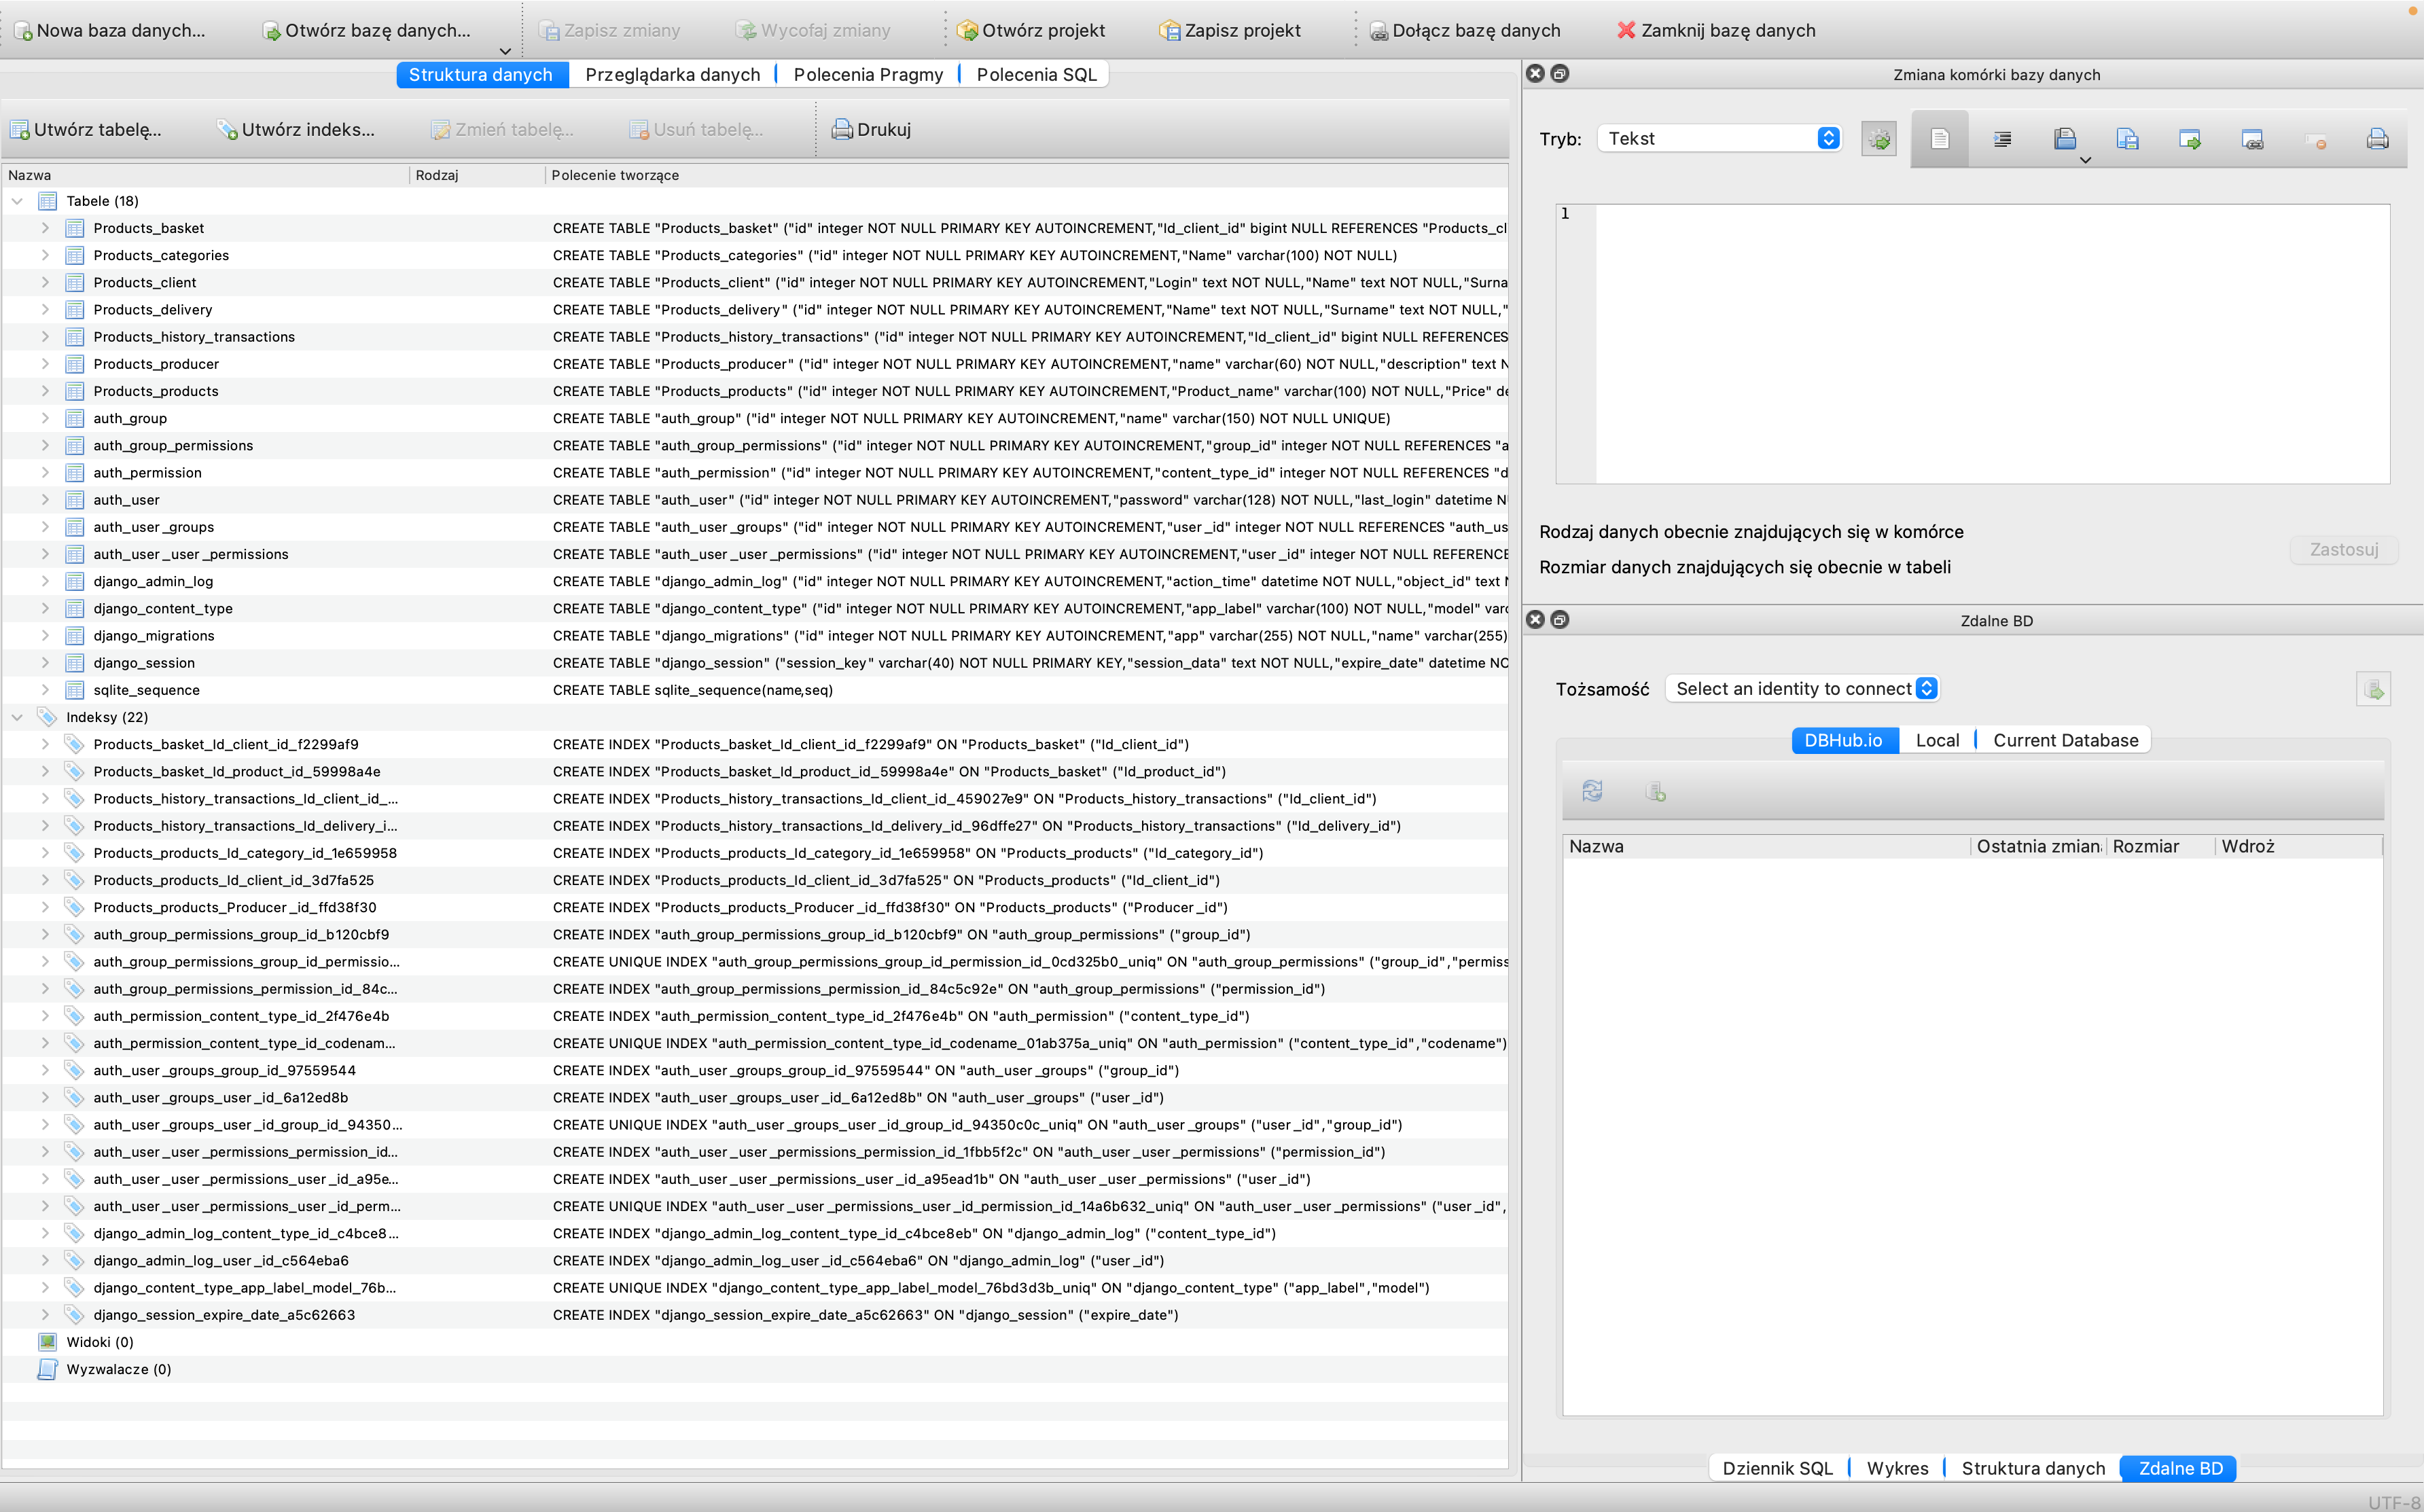 Nowa baza danych... Otwórz bazę danych... Zapisz zmiany Wycofaj zmiany Otwórz projekt Zapisz projekt Dołącz bazę danych Zamknij bazę danych
Struktura danych Przeglądarka danych Polecenia Pragmy Polecenia SQL
Utwórz tabelę... Utwórz indeks... Zmień tabelę... Usuń tabelę... Drukuj
Nazwa Rodzaj Polecenie tworzące
Tabele (18)
Products_basket CREATE TABLE "Products_basket" ("id" integer NOT NULL PRIMARY KEY AUTOINCREMENT,"Id_client_id" bigint NULL REFERENCES "Products_cl
Products_categories CREATE TABLE "Products_categories" ("id" integer NOT NULL PRIMARY KEY AUTOINCREMENT,"Name" varchar(100) NOT NULL)
Products_client CREATE TABLE "Products_client" ("id" integer NOT NULL PRIMARY KEY AUTOINCREMENT,"Login" text NOT NULL,"Name" text NOT NULL,"Surna
Products_delivery CREATE TABLE "Products_delivery" ("id" integer NOT NULL PRIMARY KEY AUTOINCREMENT,"Name" text NOT NULL,"Surname" text NOT NULL,"
Products_history_transactions CREATE TABLE "Products_history_transactions" ("id" integer NOT NULL PRIMARY KEY AUTOINCREMENT,"Id_client_id" bigint NULL REFERENCES
Products_producer CREATE TABLE "Products_producer" ("id" integer NOT NULL PRIMARY KEY AUTOINCREMENT,"name" varchar(60) NOT NULL,"description" text N
Products_products CREATE TABLE "Products_products" ("id" integer NOT NULL PRIMARY KEY AUTOINCREMENT,"Product_name" varchar(100) NOT NULL,"Price" de
auth_group CREATE TABLE "auth_group" ("id" integer NOT NULL PRIMARY KEY AUTOINCREMENT,"name" varchar(150) NOT NULL UNIQUE)
auth_group_permissions CREATE TABLE "auth_group_permissions" ("id" integer NOT NULL PRIMARY KEY AUTOINCREMENT,"group_id" integer NOT NULL REFERENCES "a
auth_permission CREATE TABLE "auth_permission" ("id" integer NOT NULL PRIMARY KEY AUTOINCREMENT,"content_type_id" integer NOT NULL REFERENCES "d
auth_user CREATE TABLE "auth_user" ("id" integer NOT NULL PRIMARY KEY AUTOINCREMENT,"password" varchar(128) NOT NULL,"last_login" datetime N
auth_user_groups CREATE TABLE "auth_user_groups" ("id" integer NOT NULL PRIMARY KEY AUTOINCREMENT,"user_id" integer NOT NULL REFERENCES "auth_us
auth_user_user_permissions CREATE TABLE "auth_user_user_permissions" ("id" integer NOT NULL PRIMARY KEY AUTOINCREMENT,"user_id" integer NOT NULL REFERENCE
django_admin_log CREATE TABLE "django_admin_log" ("id" integer NOT NULL PRIMARY KEY AUTOINCREMENT,"action_time" datetime NOT NULL,"object_id" text N
django_content_type CREATE TABLE "django_content_type" ("id" integer NOT NULL PRIMARY KEY AUTOINCREMENT,"app_label" varchar(100) NOT NULL,"model" varc
django_migrations CREATE TABLE "django_migrations" ("id" integer NOT NULL PRIMARY KEY AUTOINCREMENT,"app" varchar(255) NOT NULL,"name" varchar(255)
django_session CREATE TABLE "django_session" ("session_key" varchar(40) NOT NULL PRIMARY KEY,"session_data" text NOT NULL,"expire_date" datetime NO
sqlite_sequence CREATE TABLE sqlite_sequence(name,seq)
Indeksy (22)
Products_basket_Id_client_id_f2299af9 CREATE INDEX "Products_basket_Id_client_id_f2299af9" ON "Products_basket" ("Id_client_id")
Products_basket_Id_product_id_59998a4e CREATE INDEX "Products_basket_Id_product_id_59998a4e" ON "Products_basket" ("Id_product_id")
Products_history_transactions_Id_client_id_... CREATE INDEX "Products_history_transactions_Id_client_id_459027e9" ON "Products_history_transactions" ("Id_client_id")
Products_history_transactions_Id_delivery_i... CREATE INDEX "Products_history_transactions_Id_delivery_id_96dffe27" ON "Products_history_transactions" ("Id_delivery_id")
Products_products_Id_category_id_1e659958 CREATE INDEX "Products_products_Id_category_id_1e659958" ON "Products_products" ("Id_category_id")
Products_products_Id_client_id_3d7fa525 CREATE INDEX "Products_products_Id_client_id_3d7fa525" ON "Products_products" ("Id_client_id")
Products_products_Producer_id_ffd38f30 CREATE INDEX "Products_products_Producer_id_ffd38f30" ON "Products_products" ("Producer_id")
auth_group_permissions_group_id_b120cbf9 CREATE INDEX "auth_group_permissions_group_id_b120cbf9" ON "auth_group_permissions" ("group_id")
auth_group_permissions_group_id_permissio... CREATE UNIQUE INDEX "auth_group_permissions_group_id_permission_id_0cd325b0_uniq" ON "auth_group_permissions" ("group_id","permiss
auth_group_permissions_permission_id_84c... CREATE INDEX "auth_group_permissions_permission_id_84c5c92e" ON "auth_group_permissions" ("permission_id")
auth_permission_content_type_id_2f476e4b CREATE INDEX "auth_permission_content_type_id_2f476e4b" ON "auth_permission" ("content_type_id")
auth_permission_content_type_id_codenam... CREATE UNIQUE INDEX "auth_permission_content_type_id_codename_01ab375a_uniq" ON "auth_permission" ("content_type_id","codename")
auth_user_groups_group_id_97559544 CREATE INDEX "auth_user_groups_group_id_97559544" ON "auth_user_groups" ("group_id")
auth_user_groups_user_id_6a12ed8b CREATE INDEX "auth_user_groups_user_id_6a12ed8b" ON "auth_user_groups" ("user_id")
auth_user_groups_user_id_group_id_94350... CREATE UNIQUE INDEX "auth_user_groups_user_id_group_id_94350c0c_uniq" ON "auth_user_groups" ("user_id","group_id")
auth_user_user_permissions_permission_id... CREATE INDEX "auth_user_user_permissions_permission_id_1fbb5f2c" ON "auth_user_user_permissions" ("permission_id")
auth_user_user_permissions_user_id_a95e... CREATE INDEX "auth_user_user_permissions_user_id_a95ead1b" ON "auth_user_user_permissions" ("user_id")
auth_user_user_permissions_user_id_perm... CREATE UNIQUE INDEX "auth_user_user_permissions_user_id_permission_id_14a6b632_uniq" ON "auth_user_user_permissions" ("user_id",
django_admin_log_content_type_id_c4bce8... CREATE INDEX "django_admin_log_content_type_id_c4bce8eb" ON "django_admin_log" ("content_type_id")
django_admin_log_user_id_c564eba6 CREATE INDEX "django_admin_log_user_id_c564eba6" ON "django_admin_log" ("user_id")
django_content_type_app_label_model_76b... CREATE UNIQUE INDEX "django_content_type_app_label_model_76bd3d3b_uniq" ON "django_content_type" ("app_label","model")
django_session_expire_date_a5c62663 CREATE INDEX "django_session_expire_date_a5c62663" ON "django_session" ("expire_date")
Widoki (0)
Wyzwalacze (0)
Zmiana komórki bazy danych
Tryb: Tekst
1
Rodzaj danych obecnie znajdujących się w komórce
Rozmiar danych znajdujących się obecnie w tabeli
Zastosuj
Zdalne BD
Tożsamość Select an identity to connect
DBHub.io Local Current Database
Nazwa Ostatnia zmian Rozmiar Wdroż
Dziennik SQL Wykres Struktura danych Zdalne BD
UTF-8